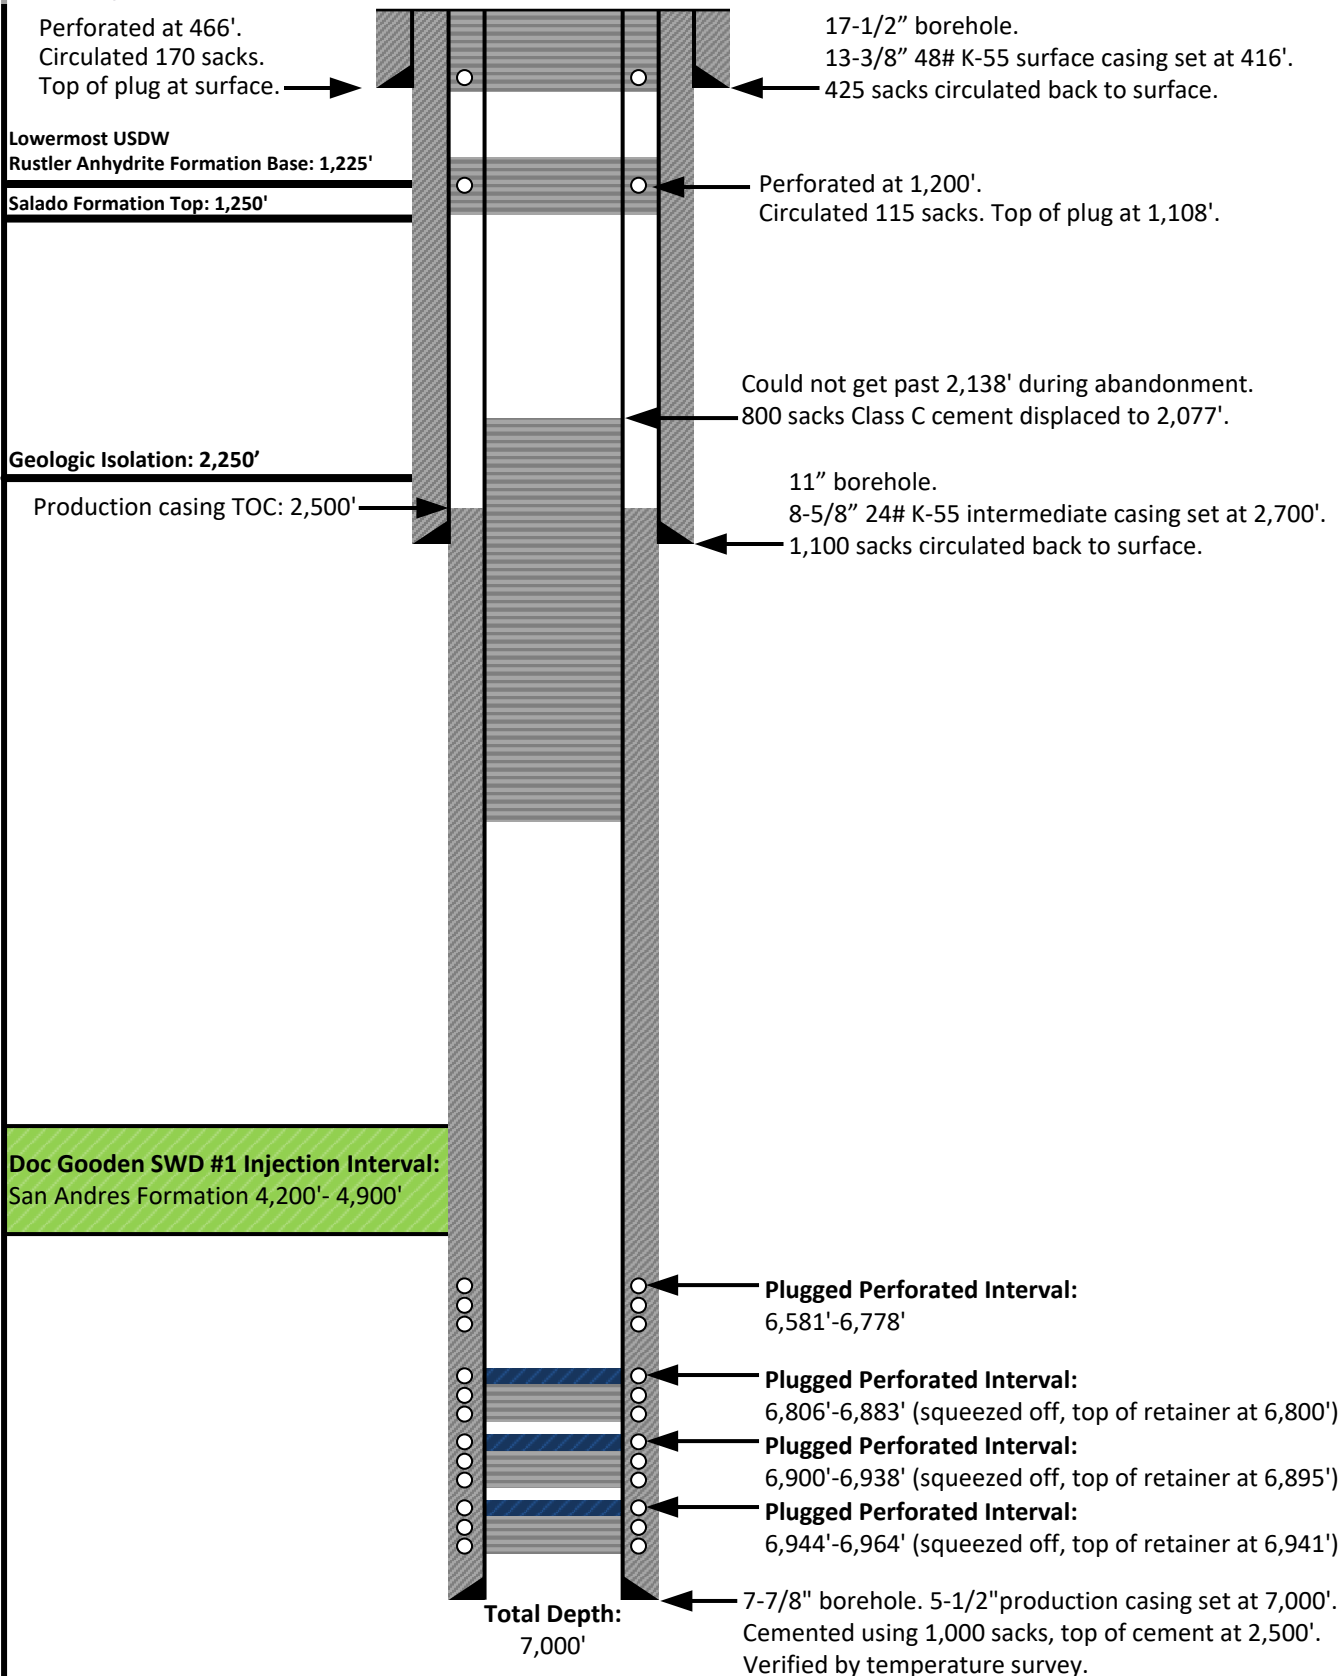 Perforated at 466'.
Circulated 170 sacks.
Top of plug at surface.
17-1/2” borehole.
13-3/8” 48# K-55 surface casing set at 416'.
425 sacks circulated back to surface.
Lowermost USDW
Rustler Anhydrite Formation Base: 1,225'
Salado Formation Top: 1,250'
Perforated at 1,200'.
Circulated 115 sacks. Top of plug at 1,108'.
Could not get past 2,138' during abandonment.
800 sacks Class C cement displaced to 2,077'.
Geologic Isolation: 2,250’
Production casing TOC: 2,500'
11” borehole.
8-5/8” 24# K-55 intermediate casing set at 2,700'.
1,100 sacks circulated back to surface.
Doc Gooden SWD #1 Injection Interval:
San Andres Formation 4,200'- 4,900'
Plugged Perforated Interval:
6,581'-6,778'
Plugged Perforated Interval:
6,806'-6,883' (squeezed off, top of retainer at 6,800')
Plugged Perforated Interval:
6,900'-6,938' (squeezed off, top of retainer at 6,895')
Plugged Perforated Interval:
6,944'-6,964' (squeezed off, top of retainer at 6,941')
Total Depth:
7,000'
7-7/8" borehole. 5-1/2"production casing set at 7,000'.
Cemented using 1,000 sacks, top of cement at 2,500'.
Verified by temperature survey.